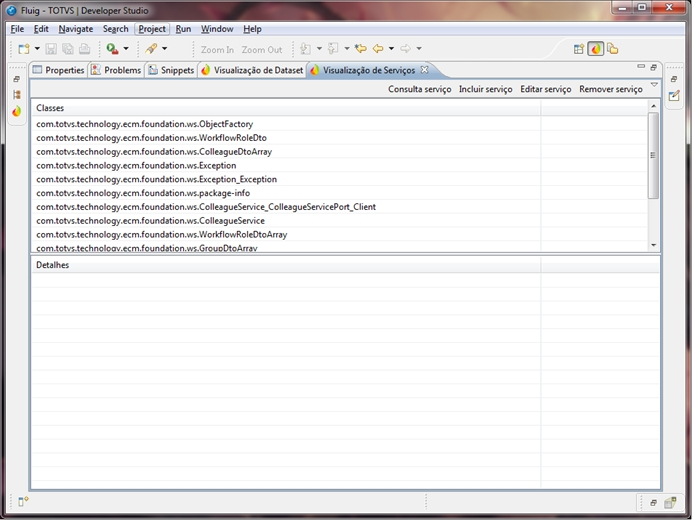 Fluig - TOTVS | Developer Studio
File Edit Navigate Search Project Run Window Help
Zoom In Zoom Out
Properties Problems Snippets Visualização de Dataset Visualização de Serviços
Consulta serviço Incluir serviço Editar serviço Remover serviço
Classes
com.totvs.technology.ecm.foundation.ws.ObjectFactory
com.totvs.technology.ecm.foundation.ws.WorkflowRoleDto
com.totvs.technology.ecm.foundation.ws.ColleagueDtoArray
com.totvs.technology.ecm.foundation.ws.Exception
com.totvs.technology.ecm.foundation.ws.Exception_Exception
com.totvs.technology.ecm.foundation.ws.package-info
com.totvs.technology.ecm.foundation.ws.ColleagueService_ColleagueServicePort_Client
com.totvs.technology.ecm.foundation.ws.ColleagueService
com.totvs.technology.ecm.foundation.ws.WorkflowRoleDtoArray
com.totvs.technology.ecm.foundation.ws.GroupDtoArray
Detalhes